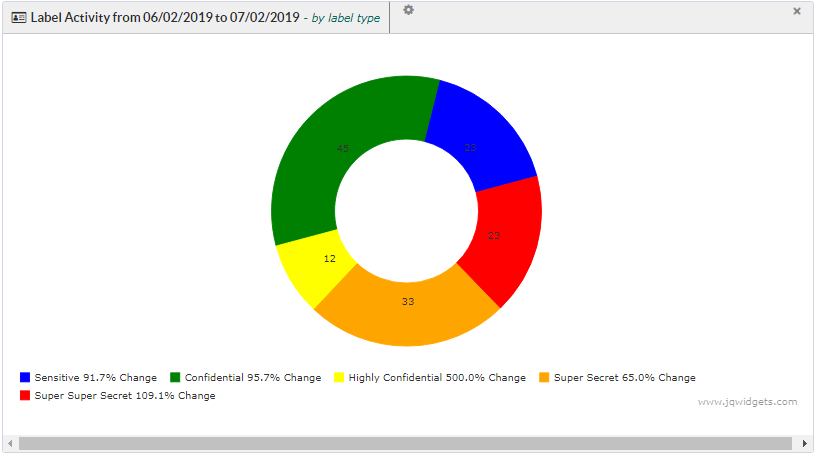 Label Activity from 06/02/2019 to 07/02/2019 - by label type
45
23
23
12
33
Sensitive 91.7% Change
Confidential 95.7% Change
Highly Confidential 500.0% Change
Super Secret 65.0% Change
Super Super Secret 109.1% Change
www.jqwidgets.com